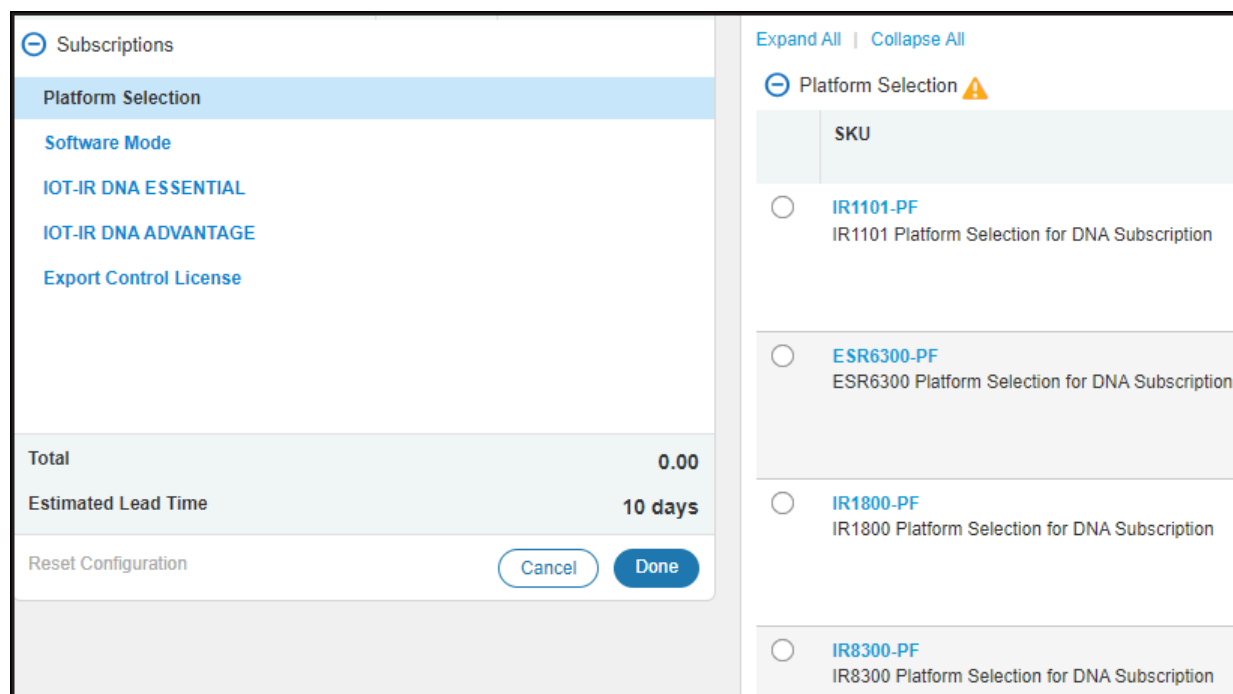 Subscriptions
Platform Selection
Software Mode
IOT-IR DNA ESSENTIAL
IOT-IR DNA ADVANTAGE
Export Control License
Total
0.00
Estimated Lead Time
10 days
Reset Configuration
Cancel
Done
Expand All | Collapse All
Platform Selection
SKU
IR1101-PF
IR1101 Platform Selection for DNA Subscription
ESR6300-PF
ESR6300 Platform Selection for DNA Subscription
IR1800-PF
IR1800 Platform Selection for DNA Subscription
IR8300-PF
IR8300 Platform Selection for DNA Subscription